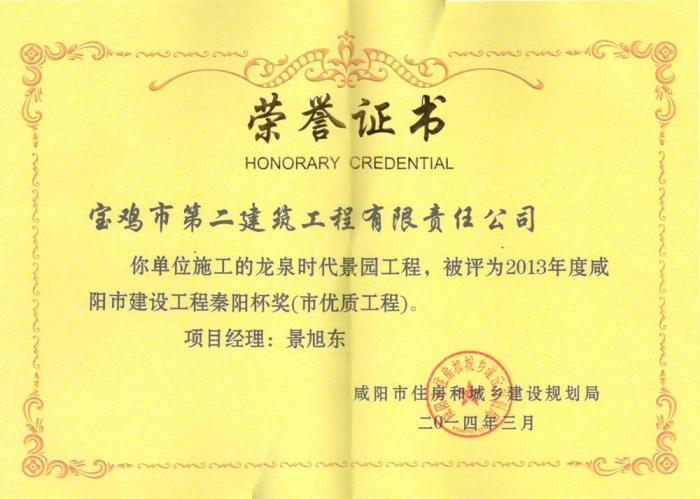 荣誉证书
HONORARY CREDENTIAL
宝鸡市第二建筑工程有限责任公司
你单位施工的龙泉时代景园工程，被评为2013年度咸
阳市建设工程秦阳杯奖(市优质工程)。
项目经理：景旭东
咸阳市住房和城乡建设规划局
二〇一四年三月